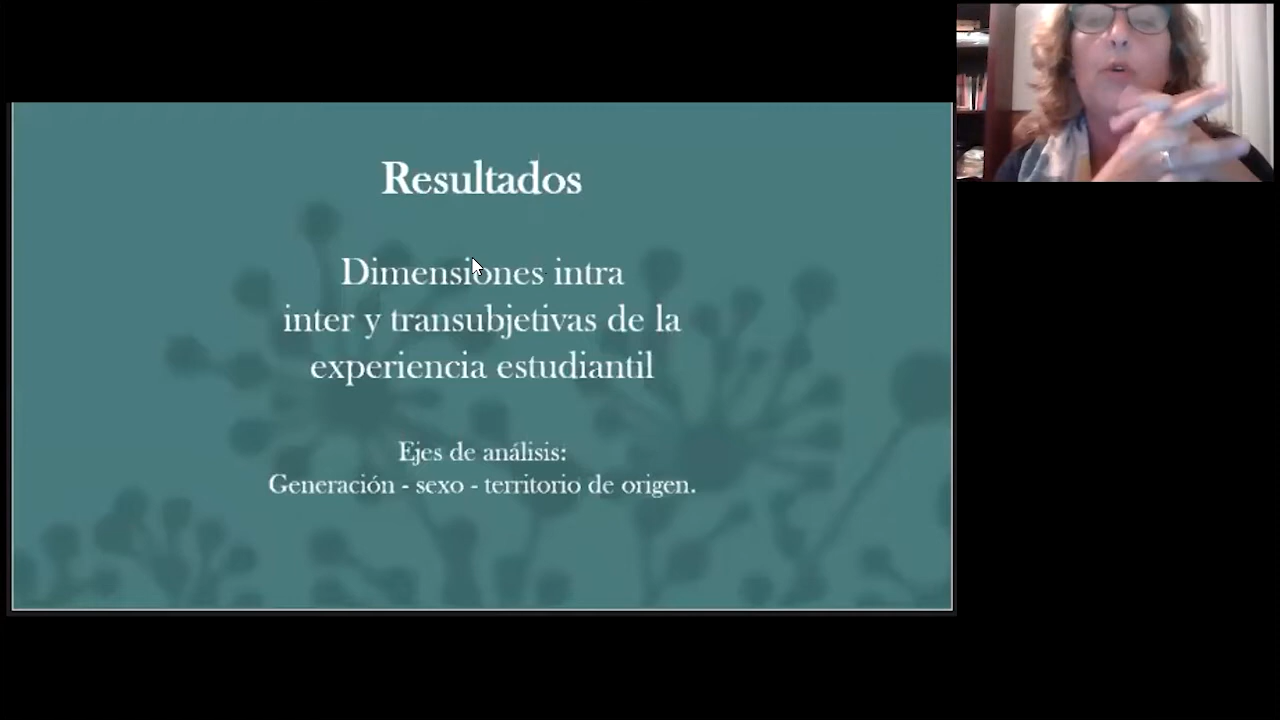 Resultados
Dimensiones intra
inter y transubjetivas de la
experiencia estudiantil
Ejes de análisis:
Generación - sexo - territorio de origen.